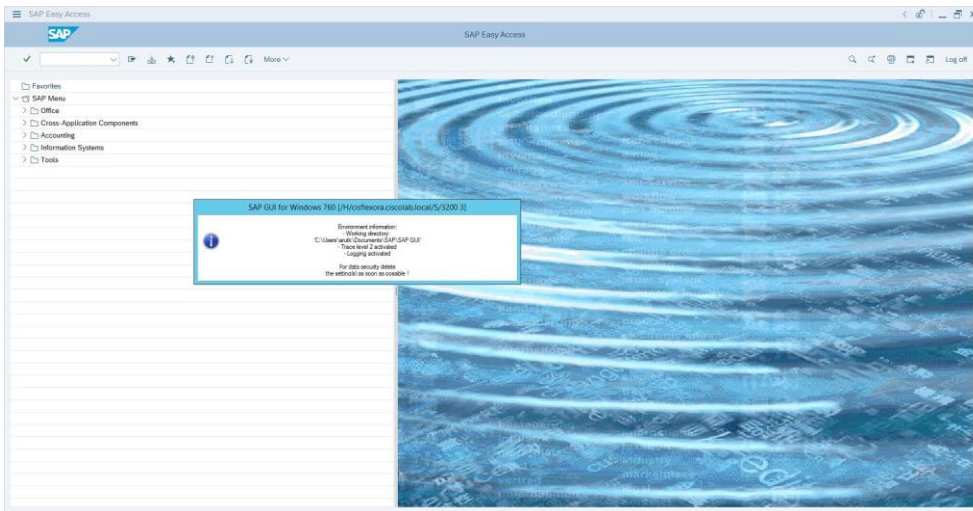 SAP Easy Access
SAP
SAP Easy Access
More
Log off
Favorites
SAP Menu
Office
Cross-Application Components
Accounting
Information Systems
Tools
SAP GUI for Windows 760 [/H/cisflexora.ciscolab.local/S/3200 3]
Environment information:
- Working directory:
'C:\Users\arutk\Documents\SAP\SAP GUI'
- Trace level 2 activated
- Logging activated
For data security delete
the setting(s) as soon as possible !